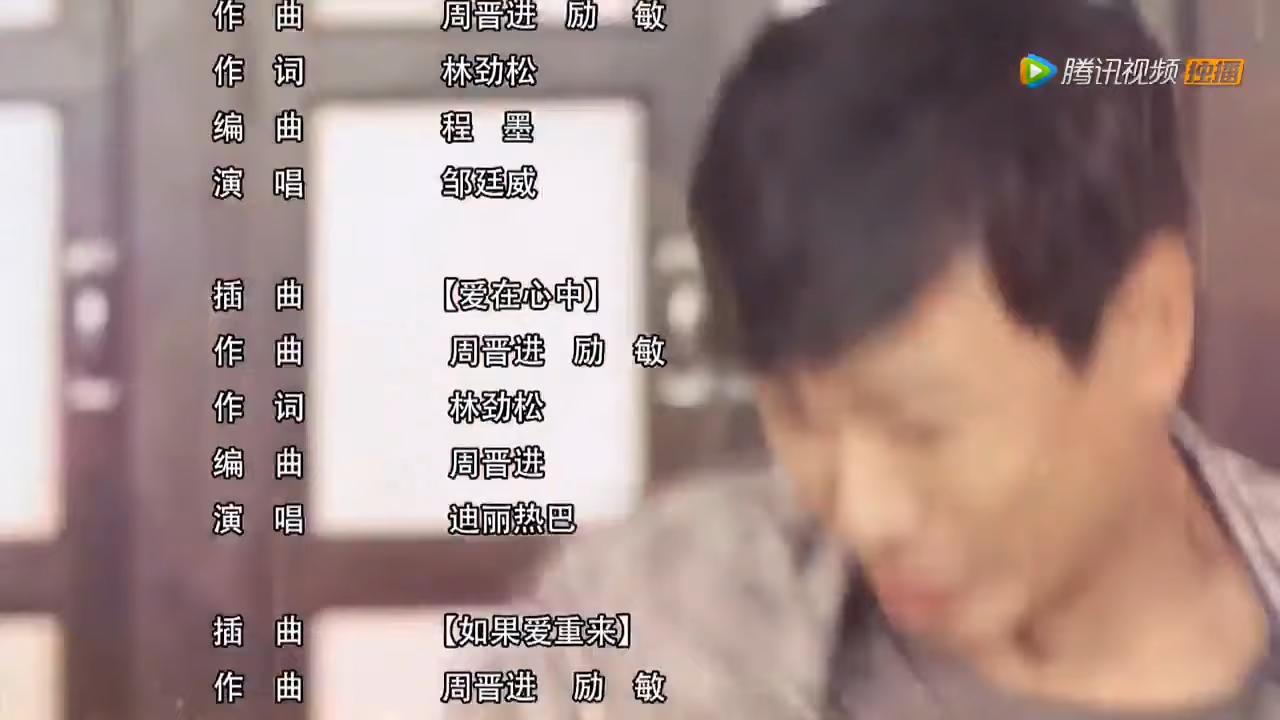 作 曲 周晋进 励 敏
腾讯视频 独播
作 词 林劲松
编 曲 程 墨
演 唱 邹廷威
插 曲 【爱在心中】
作 曲 周晋进 励 敏
作 词 林劲松
编 曲 周晋进
演 唱 迪丽热巴
插 曲 【如果爱重来】
作 曲 周晋进 励 敏